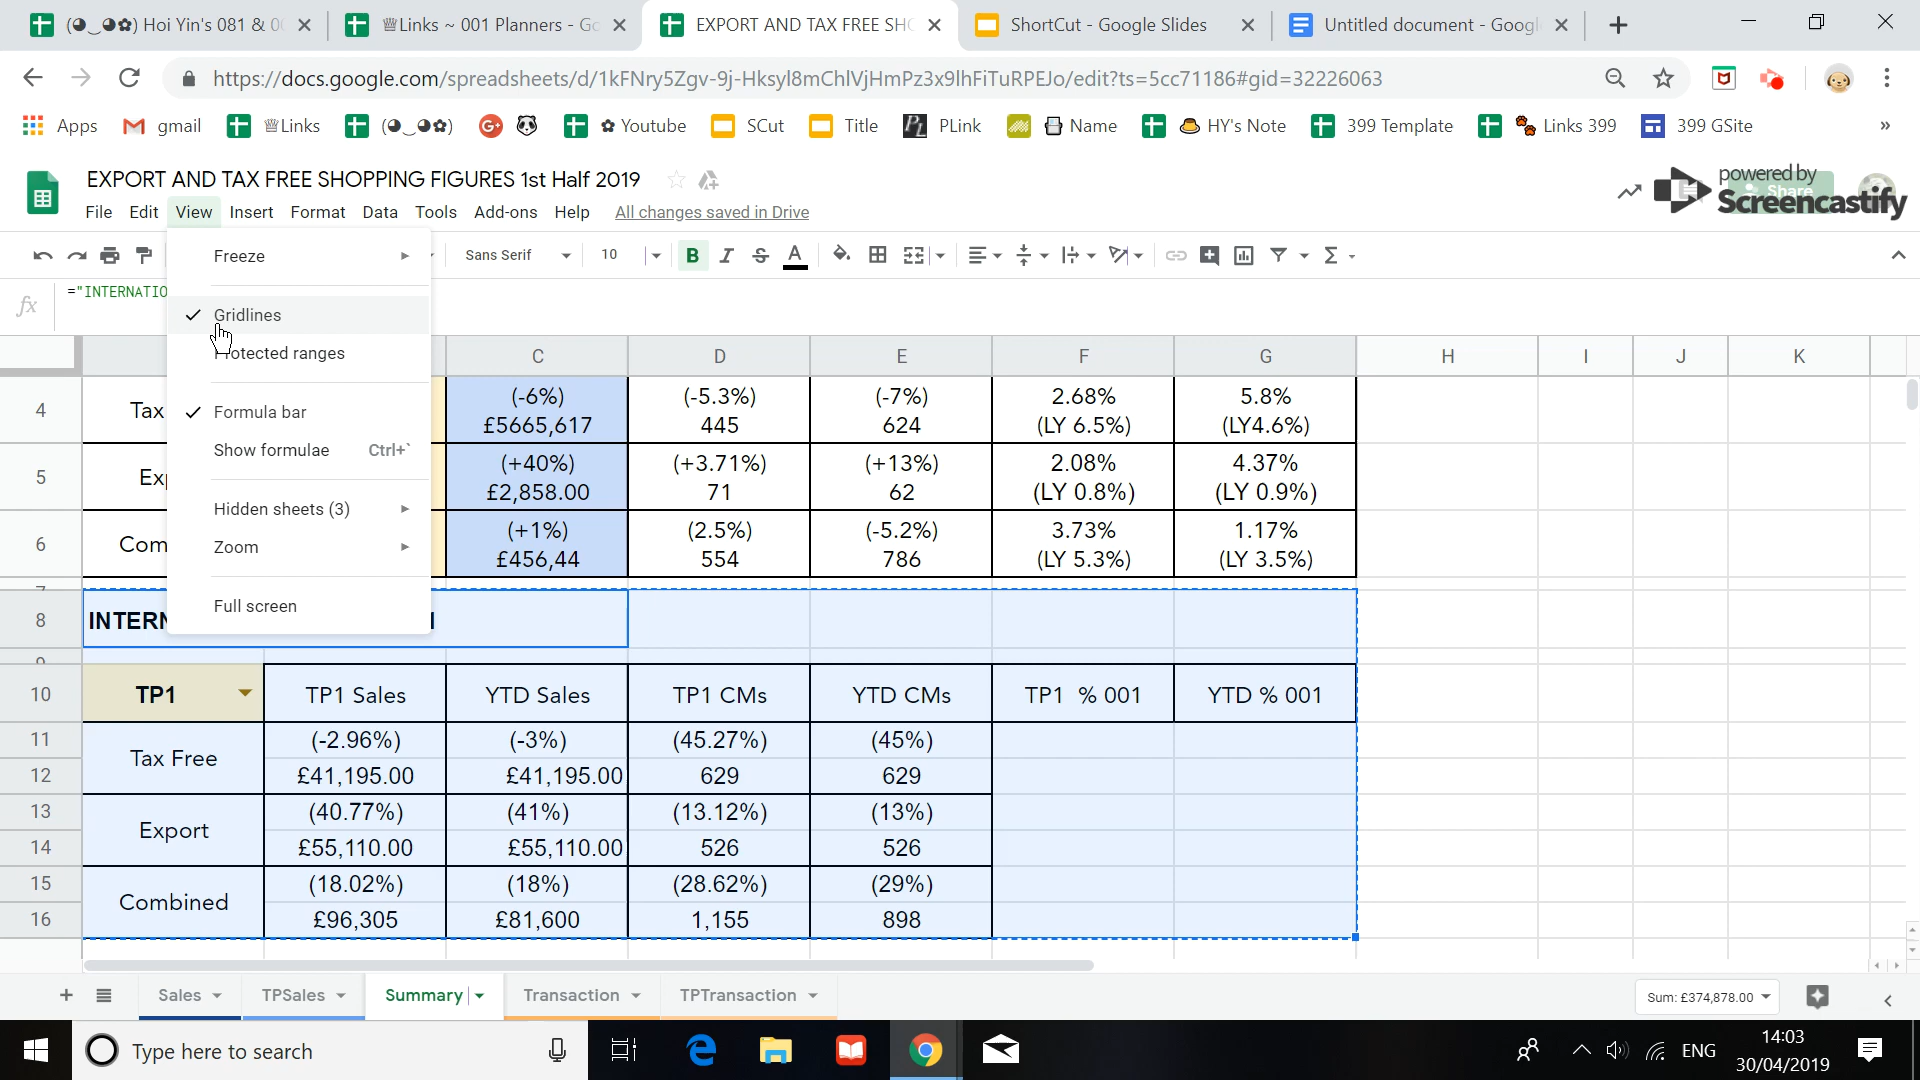 (◕‿◕✿) Hoi Yin's 081 & 0
♕Links ~ 001 Planners - Go
EXPORT AND TAX FREE SHO
ShortCut - Google Slides
Untitled document - Googl
https://docs.google.com/spreadsheets/d/1kFNry5Zgv-9j-Hksyl8mChlVjHmPz3x9lhFiTuRPEJo/edit?ts=5cc71186#gid=32226063
Apps gmail ♕Links (◕‿◕✿) ✿ Youtube SCut Title PLink Name HY's Note 399 Template Links 399 399 GSite »
EXPORT AND TAX FREE SHOPPING FIGURES 1st Half 2019
File Edit View Insert Format Data Tools Add-ons Help All changes saved in Drive
Share
powered by
Screencastify
Sans Serif 10 B I S A Σ
fx ="INTERNATIO
Freeze
Gridlines
Protected ranges
Formula bar
Show formulae Ctrl+`
Hidden sheets (3)
Zoom
Full screen
C D E F G H I J K
4 Tax (-6%) (-5.3%) (-7%) 2.68% 5.8%
£5665,617 445 624 (LY 6.5%) (LY4.6%)
5 Exp (+40%) (+3.71%) (+13%) 2.08% 4.37%
£2,858.00 71 62 (LY 0.8%) (LY 0.9%)
6 Com (+1%) (2.5%) (-5.2%) 3.73% 1.17%
£456,44 554 786 (LY 5.3%) (LY 3.5%)
7
8 INTERN
9
10 TP1 TP1 Sales YTD Sales TP1 CMs YTD CMs TP1 % 001 YTD % 001
11 Tax Free (-2.96%) (-3%) (45.27%) (45%)
12 £41,195.00 £41,195.00 629 629
13 Export (40.77%) (41%) (13.12%) (13%)
14 £55,110.00 £55,110.00 526 526
15 Combined (18.02%) (18%) (28.62%) (29%)
16 £96,305 £81,600 1,155 898
Sales TPSales Summary Transaction TPTransaction Sum: £374,878.00
Type here to search
ENG
14:03
30/04/2019